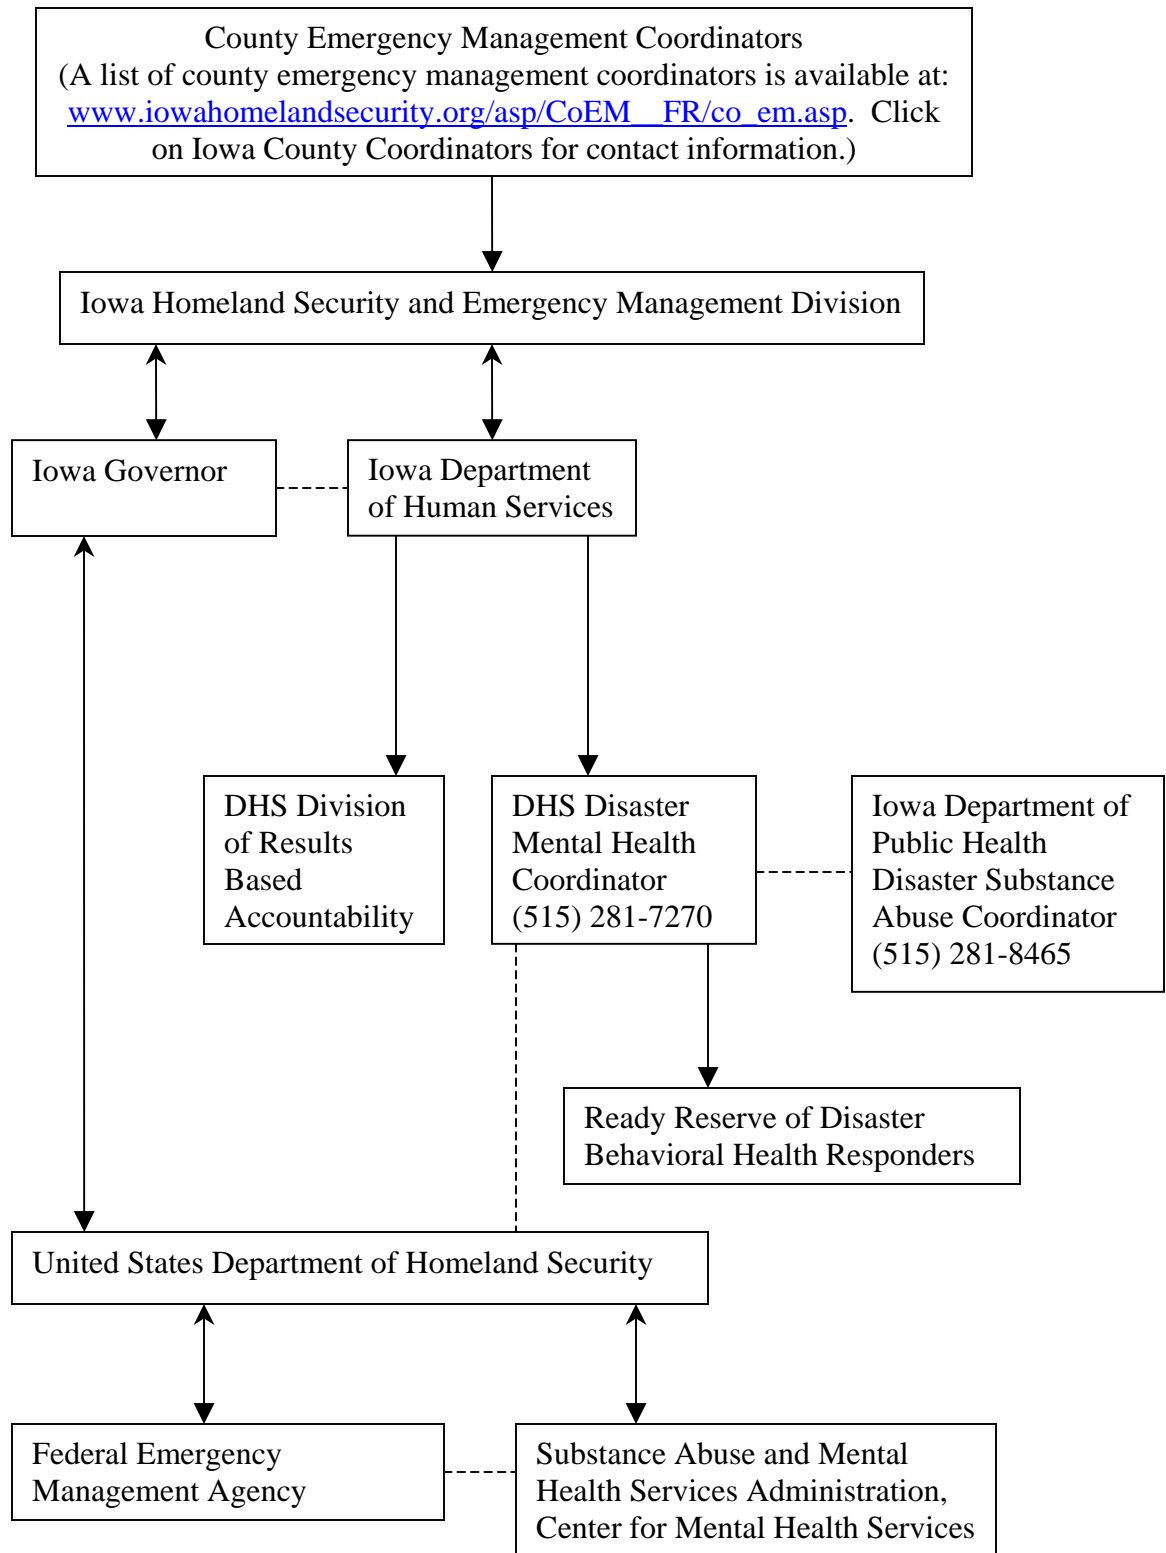 County Emergency Management Coordinators
(A list of county emergency management coordinators is available at:
www.iowahomelandsecurity.org/asp/CoEM__FR/co_em.asp.  Click
on Iowa County Coordinators for contact information.)
Iowa Homeland Security and Emergency Management Division
Iowa Governor
Iowa Department
of Human Services
DHS Division
of Results
Based
Accountability
DHS Disaster
Mental Health
Coordinator
(515) 281-7270
Iowa Department of
Public Health
Disaster Substance
Abuse Coordinator
(515) 281-8465
Ready Reserve of Disaster
Behavioral Health Responders
United States Department of Homeland Security
Federal Emergency
Management Agency
Substance Abuse and Mental
Health Services Administration,
Center for Mental Health Services